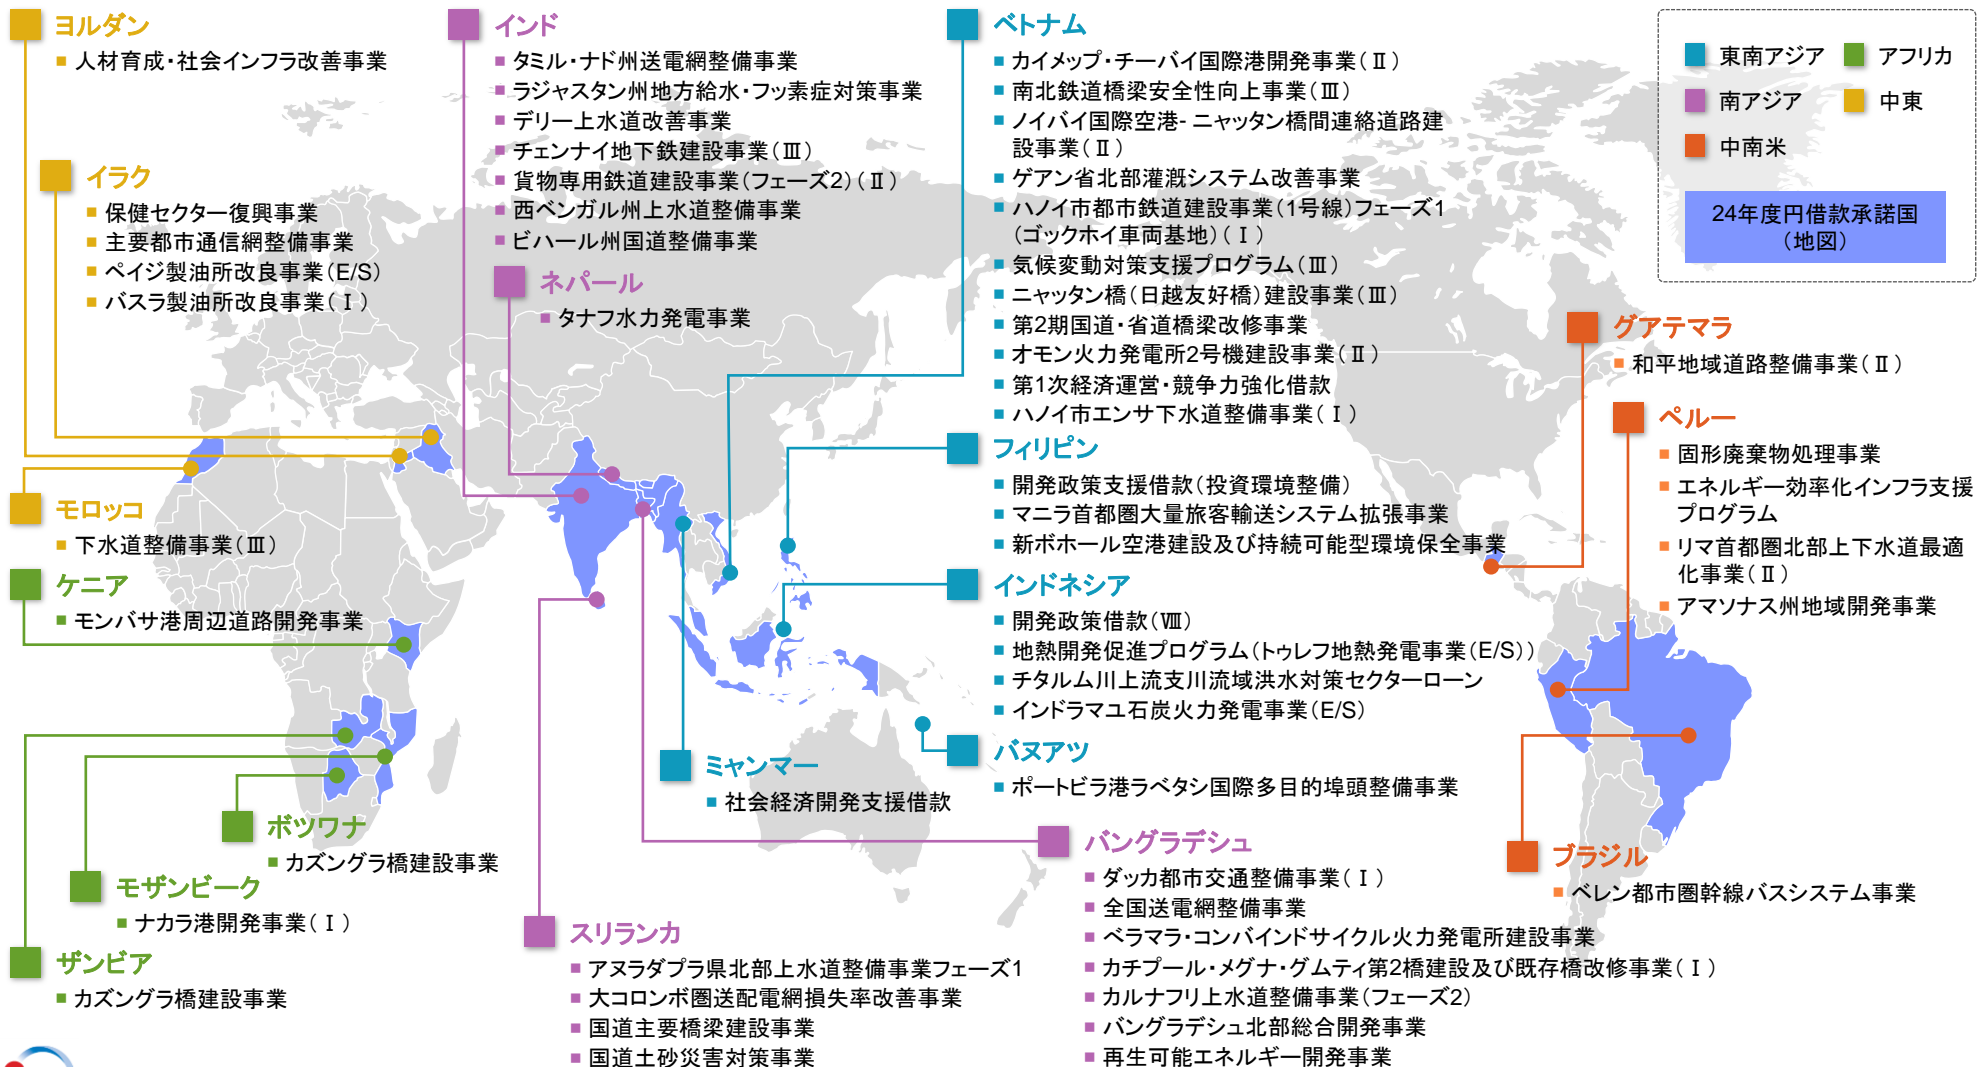 ヨルダン
人材育成・社会インフラ改善事業
イラク
保健セクター復興事業
主要都市通信網整備事業
ペイジ製油所改良事業(E/S)
バスラ製油所改良事業(Ⅰ)
モロッコ
下水道整備事業(Ⅲ)
ケニア
モンバサ港周辺道路開発事業
ボツワナ
カズングラ橋建設事業
モザンビーク
ナカラ港開発事業(Ⅰ)
ザンビア
カズングラ橋建設事業
インド
タミル・ナド州送電網整備事業
ラジャスタン州地方給水・フッ素症対策事業
デリー上水道改善事業
チェンナイ地下鉄建設事業(Ⅲ)
貨物専用鉄道建設事業(フェーズ2)(Ⅱ)
西ベンガル州上水道整備事業
ビハール州国道整備事業
ネパール
タナフ水力発電事業
ミャンマー
社会経済開発支援借款
スリランカ
アヌラダプラ県北部上水道整備事業フェーズ1
大コロンボ圏送配電網損失率改善事業
国道主要橋梁建設事業
国道土砂災害対策事業
ベトナム
カイメップ・チーバイ国際港開発事業(Ⅱ)
南北鉄道橋梁安全性向上事業(Ⅲ)
ノイバイ国際空港- ニャッタン橋間連絡道路建
設事業(Ⅱ)
ゲアン省北部灌漑システム改善事業
ハノイ市都市鉄道建設事業(1号線)フェーズ1
(ゴックホイ車両基地)(Ⅰ)
気候変動対策支援プログラム(Ⅲ)
ニャッタン橋(日越友好橋)建設事業(Ⅲ)
第2期国道・省道橋梁改修事業
オモン火力発電所2号機建設事業(Ⅱ)
第1次経済運営・競争力強化借款
ハノイ市エンサ下水道整備事業(Ⅰ)
フィリピン
開発政策支援借款(投資環境整備)
マニラ首都圏大量旅客輸送システム拡張事業
新ボホール空港建設及び持続可能型環境保全事業
インドネシア
開発政策借款(Ⅷ)
地熱開発促進プログラム(トゥレフ地熱発電事業(E/S))
チタルム川上流支川流域洪水対策セクターローン
インドラマユ石炭火力発電事業(E/S)
バヌアツ
ポートビラ港ラペタシ国際多目的埠頭整備事業
バングラデシュ
ダッカ都市交通整備事業(Ⅰ)
全国送電網整備事業
ベラマラ・コンバインドサイクル火力発電所建設事業
カチプール・メグナ・グムティ第2橋建設及び既存橋改修事業(Ⅰ)
カルナフリ上水道整備事業(フェーズ2)
バングラデシュ北部総合開発事業
再生可能エネルギー開発事業
東南アジア
アフリカ
南アジア
中東
中南米
24年度円借款承諾国
(地図)
グアテマラ
和平地域道路整備事業(Ⅱ)
ペルー
固形廃棄物処理事業
エネルギー効率化インフラ支援
プログラム
リマ首都圏北部上下水道最適
化事業(Ⅱ)
アマソナス州地域開発事業
ブラジル
ベレン都市圏幹線バスシステム事業